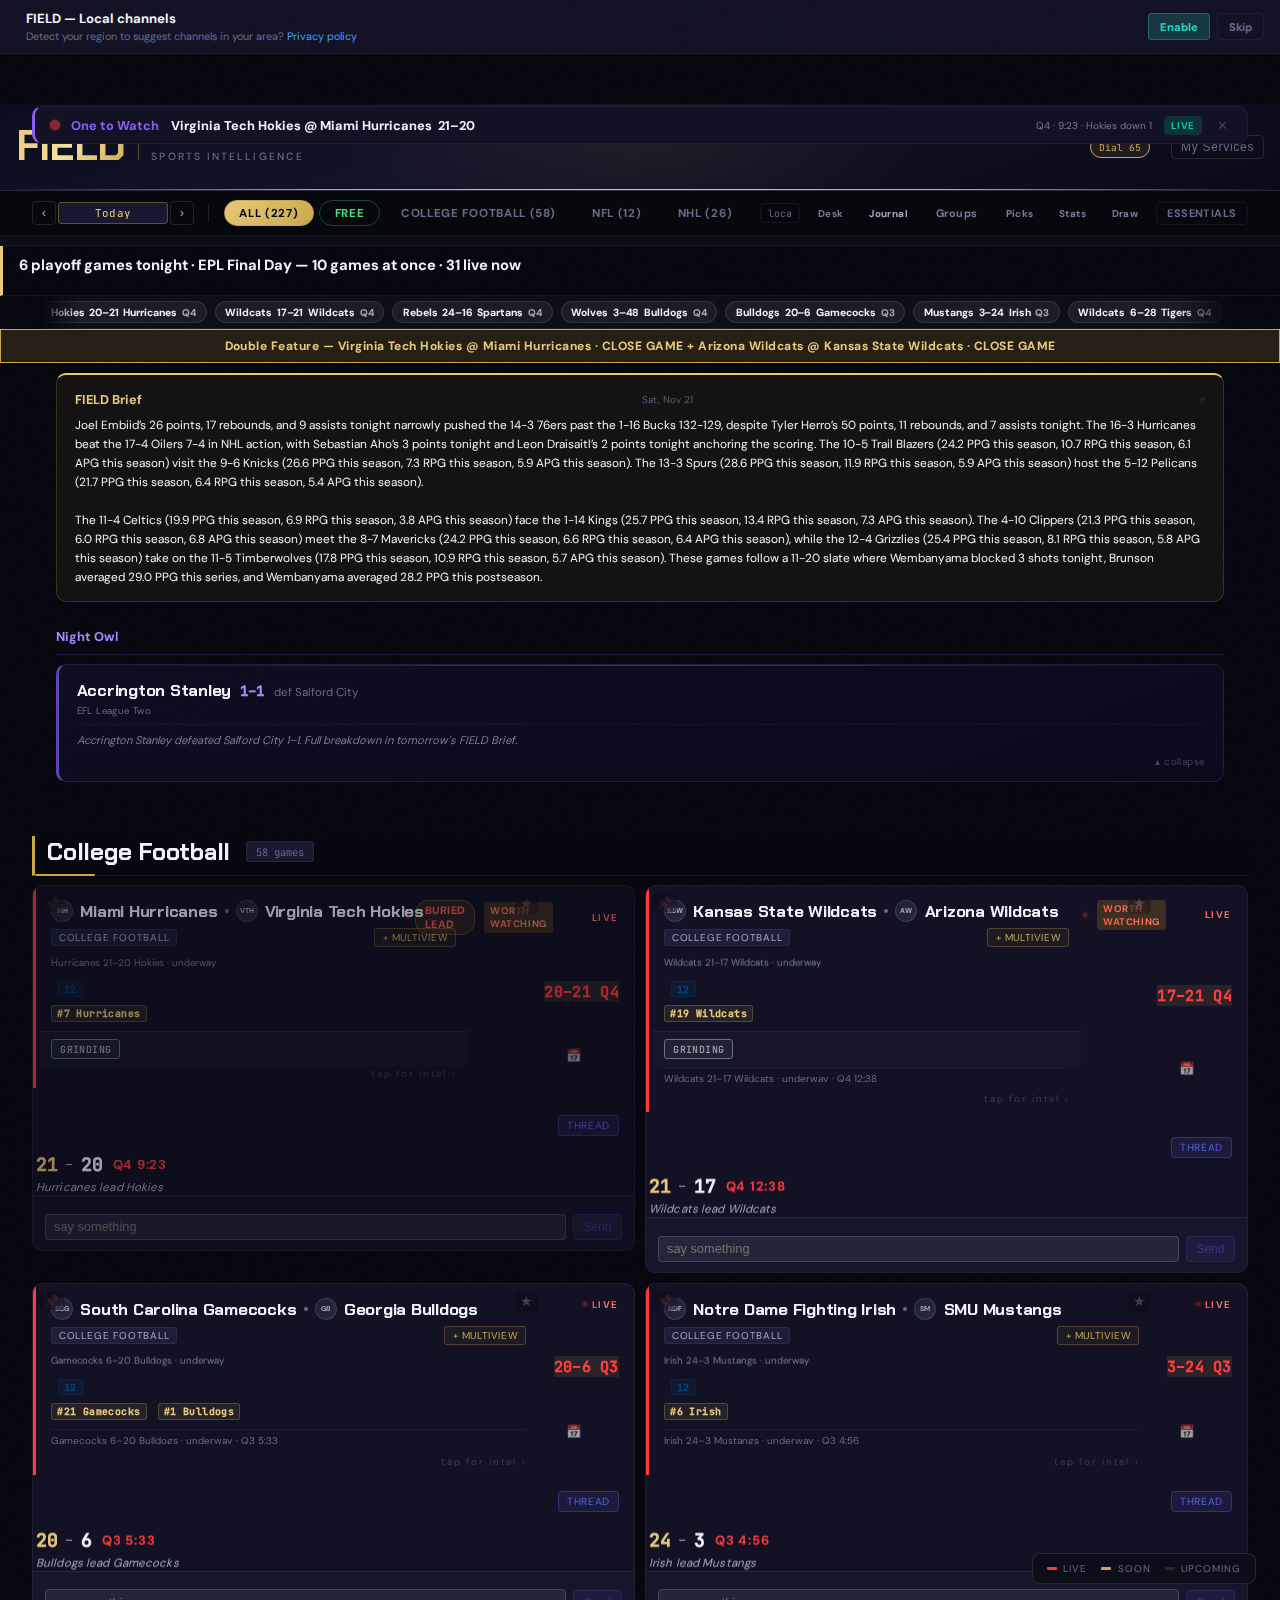 FIELD — Local channels
Detect your region to suggest channels in your area? Privacy policy
Enable
Skip
One to Watch Virginia Tech Hokies @ Miami Hurricanes 21–20
Q4 · 9:23 · Hokies down 1 LIVE ×
FIELD
SPORTS INTELLIGENCE
Dial 65
My Services
‹ Today › ALL (227) FREE COLLEGE FOOTBALL (58) NFL (12) NHL (26) loca Desk Journal Groups Picks Stats Draw ESSENTIALS
6 playoff games tonight · EPL Final Day — 10 games at once · 31 live now
Hokies 20–21 Hurricanes Q4 Wildcats 17–21 Wildcats Q4 Rebels 24–16 Spartans Q4 Wolves 3–48 Bulldogs Q4 Bulldogs 20–6 Gamecocks Q3 Mustangs 3–24 Irish Q3 Wildcats 6–28 Tigers Q4
Double Feature — Virginia Tech Hokies @ Miami Hurricanes · CLOSE GAME + Arizona Wildcats @ Kansas State Wildcats · CLOSE GAME
FIELD Brief
Sat, Nov 21
Joel Embiid's 26 points, 17 rebounds, and 9 assists tonight narrowly pushed the 14-3 76ers past the 1-16 Bucks 132-129, despite Tyler Herro's 50 points, 11 rebounds, and 7 assists tonight. The 16-3 Hurricanes
beat the 17-4 Oilers 7-4 in NHL action, with Sebastian Aho's 3 points tonight and Leon Draisaitl's 2 points tonight anchoring the scoring. The 10-5 Trail Blazers (24.2 PPG this season, 10.7 RPG this season, 6.1
APG this season) visit the 9-6 Knicks (26.6 PPG this season, 7.3 RPG this season, 5.9 APG this season). The 13-3 Spurs (28.6 PPG this season, 11.9 RPG this season, 5.9 APG this season) host the 5-12 Pelicans
(21.7 PPG this season, 6.4 RPG this season, 5.4 APG this season).
The 11-4 Celtics (19.9 PPG this season, 6.9 RPG this season, 3.8 APG this season) face the 1-14 Kings (25.7 PPG this season, 13.4 RPG this season, 7.3 APG this season). The 4-10 Clippers (21.3 PPG this season,
6.0 RPG this season, 6.8 APG this season) meet the 8-7 Mavericks (24.2 PPG this season, 6.6 RPG this season, 6.4 APG this season), while the 12-4 Grizzlies (25.4 PPG this season, 8.1 RPG this season, 5.8 APG
this season) take on the 11-5 Timberwolves (17.8 PPG this season, 10.9 RPG this season, 5.7 APG this season). These games follow a 11-20 slate where Wembanyama blocked 3 shots tonight, Brunson
averaged 29.0 PPG this series, and Wembanyama averaged 28.2 PPG this postseason.
Night Owl
Accrington Stanley 1–1 def Salford City
EFL League Two
Accrington Stanley defeated Salford City 1–1. Full breakdown in tomorrow's FIELD Brief.
▴ collapse
College Football 58 games
MH Miami Hurricanes • VTH Virginia Tech Hokies
BURIED LEAD
WORTH WATCHING
LIVE
COLLEGE FOOTBALL
+ MULTIVIEW
Hurricanes 21–20 Hokies · underway
12
20–21 Q4
#7 Hurricanes
GRINDING
tap for intel ›
THREAD
21 – 20 Q4 9:23
Hurricanes lead Hokies
say something
Send
KSW Kansas State Wildcats • AW Arizona Wildcats
WORTH WATCHING
LIVE
COLLEGE FOOTBALL
+ MULTIVIEW
Wildcats 21–17 Wildcats · underway
12
17–21 Q4
#19 Wildcats
GRINDING
Wildcats 21–17 Wildcats · underway · Q4 12:38
tap for intel ›
THREAD
21 – 17 Q4 12:38
Wildcats lead Wildcats
say something
Send
SCG South Carolina Gamecocks • GB Georgia Bulldogs
LIVE
COLLEGE FOOTBALL
+ MULTIVIEW
Gamecocks 6–20 Bulldogs · underway
12
20–6 Q3
#21 Gamecocks #1 Bulldogs
Gamecocks 6–20 Bulldogs · underway · Q3 5:33
tap for intel ›
THREAD
20 – 6 Q3 5:33
Bulldogs lead Gamecocks
NDF Notre Dame Fighting Irish • SM SMU Mustangs
LIVE
COLLEGE FOOTBALL
+ MULTIVIEW
Irish 24–3 Mustangs · underway
12
3–24 Q3
#6 Irish
Irish 24–3 Mustangs · underway · Q3 4:56
tap for intel ›
THREAD
24 – 3 Q3 4:56
Irish lead Mustangs
LIVE SOON UPCOMING